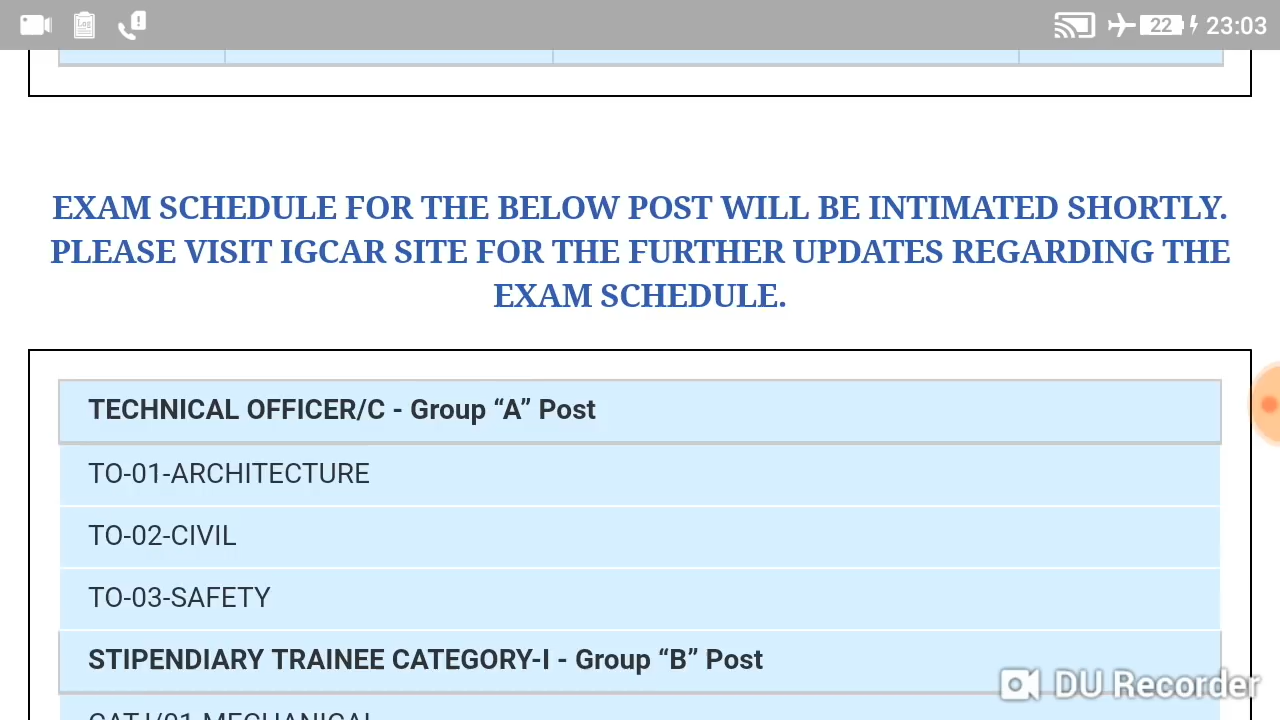 Log
22
23:03
EXAM SCHEDULE FOR THE BELOW POST WILL BE INTIMATED SHORTLY.
PLEASE VISIT IGCAR SITE FOR THE FURTHER UPDATES REGARDING THE
EXAM SCHEDULE.
TECHNICAL OFFICER/C - Group “A” Post
TO-01-ARCHITECTURE
TO-02-CIVIL
TO-03-SAFETY
STIPENDIARY TRAINEE CATEGORY-I - Group “B” Post
DU Recorder